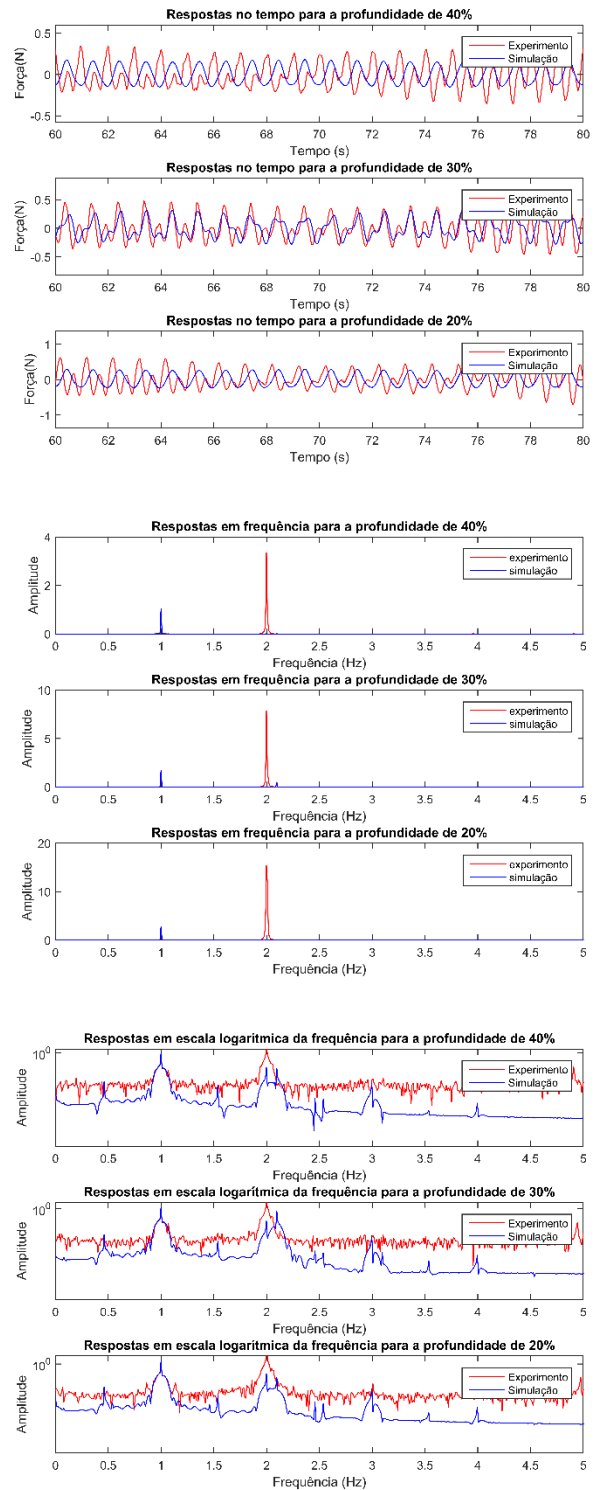 Respostas no tempo para a profundidade de 40%
Força(N)
0.5
0
-0.5
Experimento
Simulação
60 62 64 66 68 70 72 74 76 78 80
Tempo (s)
Respostas no tempo para a profundidade de 30%
Força(N)
0.5
0
-0.5
Experimento
Simulação
60 62 64 66 68 70 72 74 76 78 80
Tempo (s)
Respostas no tempo para a profundidade de 20%
Força(N)
1
0
-1
Experimento
Simulação
60 62 64 66 68 70 72 74 76 78 80
Tempo (s)
Respostas em frequência para a profundidade de 40%
Amplitude
4
2
0
experimento
simulação
0 0.5 1 1.5 2 2.5 3 3.5 4 4.5 5
Frequência (Hz)
Respostas em frequência para a profundidade de 30%
Amplitude
10
5
0
experimento
simulação
0 0.5 1 1.5 2 2.5 3 3.5 4 4.5 5
Frequência (Hz)
Respostas em frequência para a profundidade de 20%
Amplitude
20
10
0
experimento
simulação
0 0.5 1 1.5 2 2.5 3 3.5 4 4.5 5
Frequência (Hz)
Respostas em escala logarítmica da frequência para a profundidade de 40%
Amplitude
10^0
Experimento
Simulação
0 0.5 1 1.5 2 2.5 3 3.5 4 4.5 5
Frequência (Hz)
Respostas em escala logarítmica da frequência para a profundidade de 30%
Amplitude
10^0
Experimento
Simulação
0 0.5 1 1.5 2 2.5 3 3.5 4 4.5 5
Frequência (Hz)
Respostas em escala logarítmica da frequência para a profundidade de 20%
Amplitude
10^0
Experimento
Simulação
0 0.5 1 1.5 2 2.5 3 3.5 4 4.5 5
Frequência (Hz)